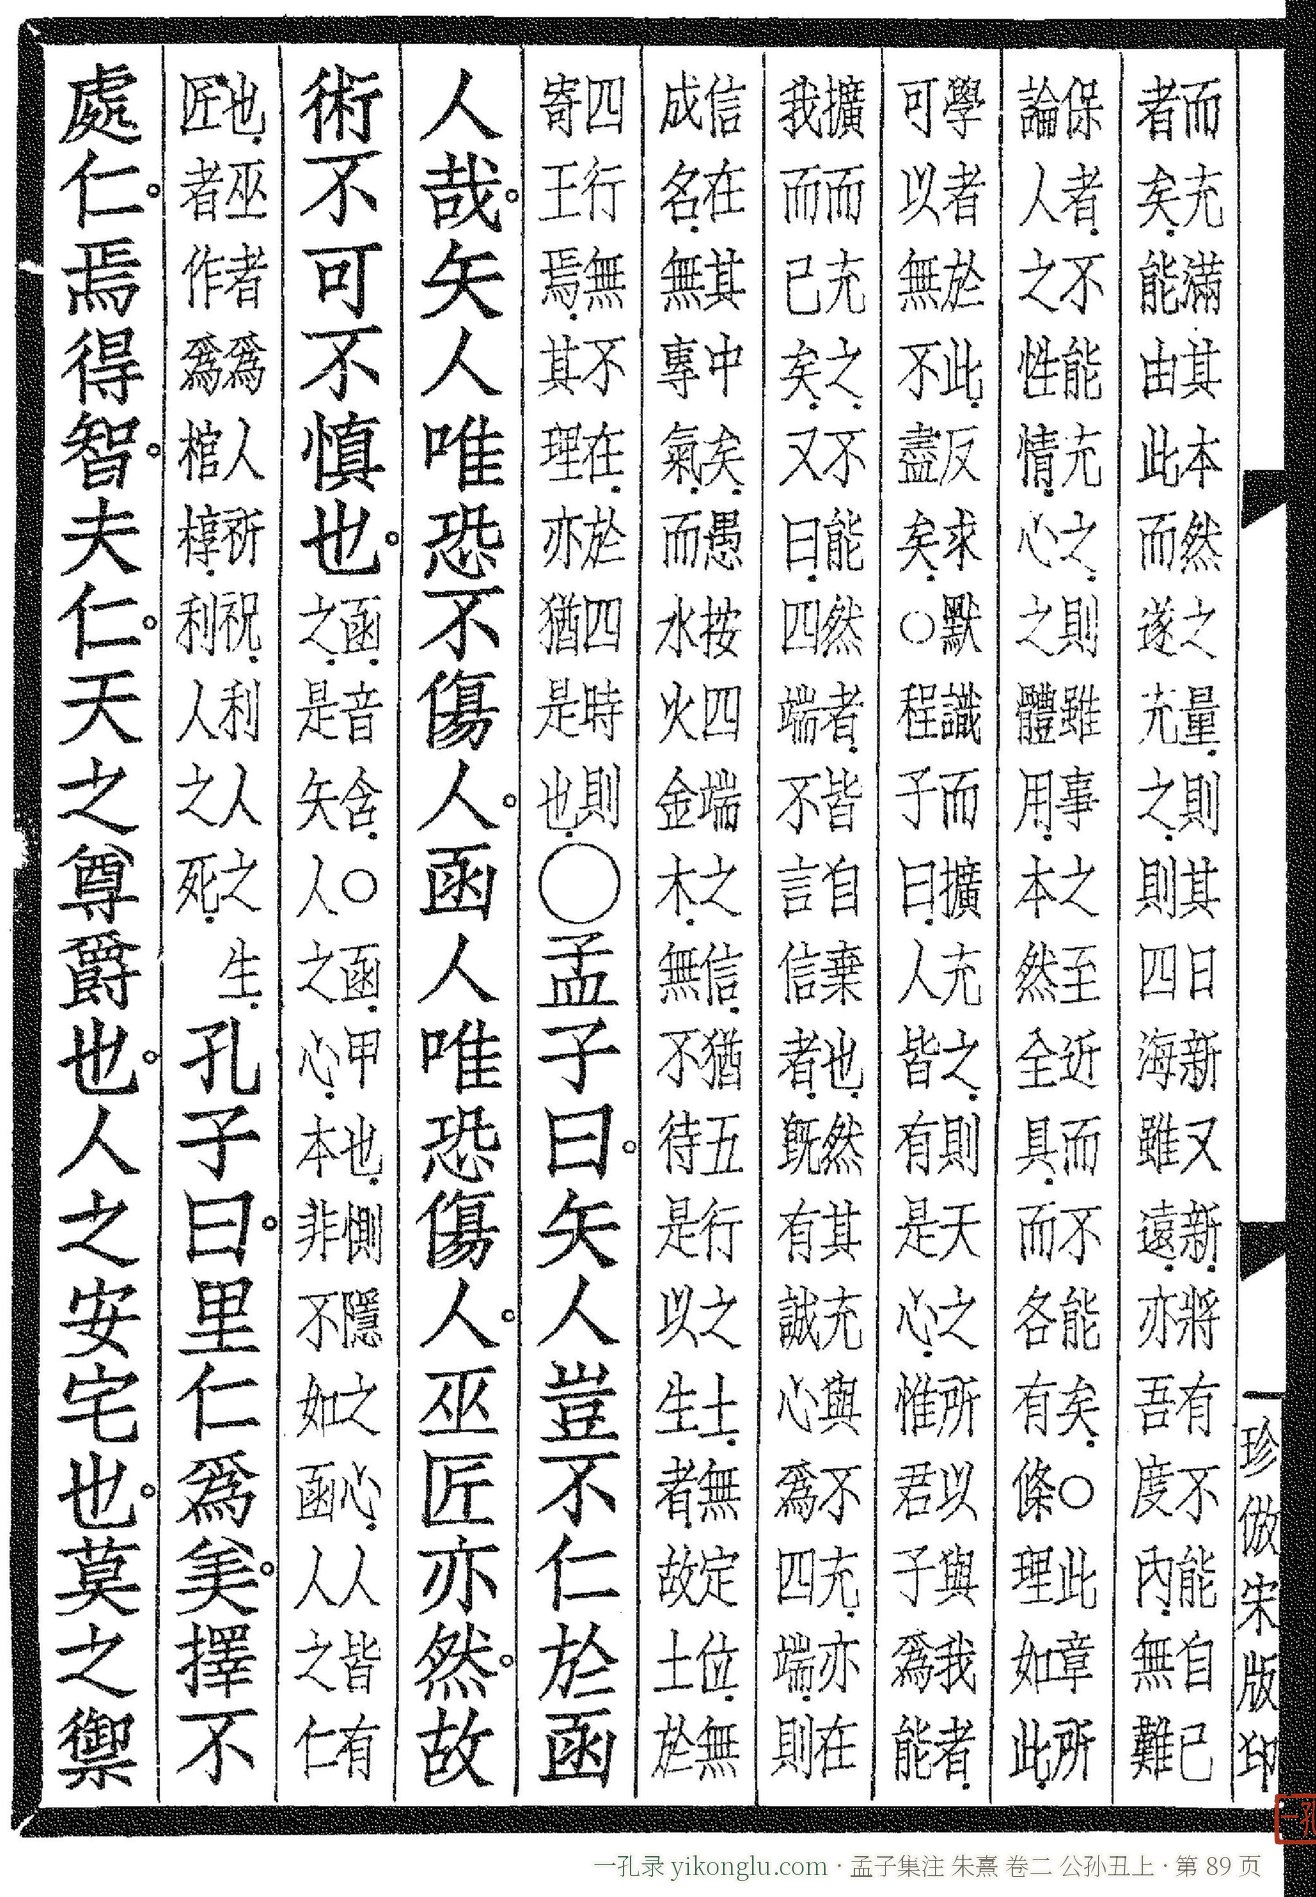 而充滿其本然之量。則其日新又新。將有不能自已
者矣。能由此而遂充之。則四海雖遠。亦吾度內。無難
保者。不能充之。則雖事之至近而不能矣。○此章所
論人之性情。心之體用。本然全具。而各有條理如此。
學者於此。反求默識而擴充之。則天之所以與我者。
可以無不盡矣。○程子曰。人皆有是心。惟君子爲能
擴而充之。不能然者。皆自棄也。然其充與不充。亦在
我而已矣。又曰。四端不言信者。既有誠心爲四端。則
信在其中矣。愚按四端之信。猶五行之土。無定位。無
成名。無專氣。而水火金木。無不待是以生者。故土於
四行無不在。於四時則
寄王焉。其理亦猶是也。
○孟子曰。矢人豈不仁於函
人哉。矢人唯恐不傷人。函人唯恐傷人。巫匠亦然。故
術不可不慎也。
函音含。○函。甲也。惻隱之心。人皆有
之。是矢人之心。本非不如函人之仁
也。巫者爲人祈祝。利人之生。
匠者作爲棺椁。利人之死。
孔子曰。里仁爲美。擇不
處仁。焉得智。夫仁。天之尊爵也。人之安宅也。莫之禦
珍倣宋版印
一孔录 yikonglu.com · 孟子集注 朱熹 卷二 公孙丑上 · 第 89 页